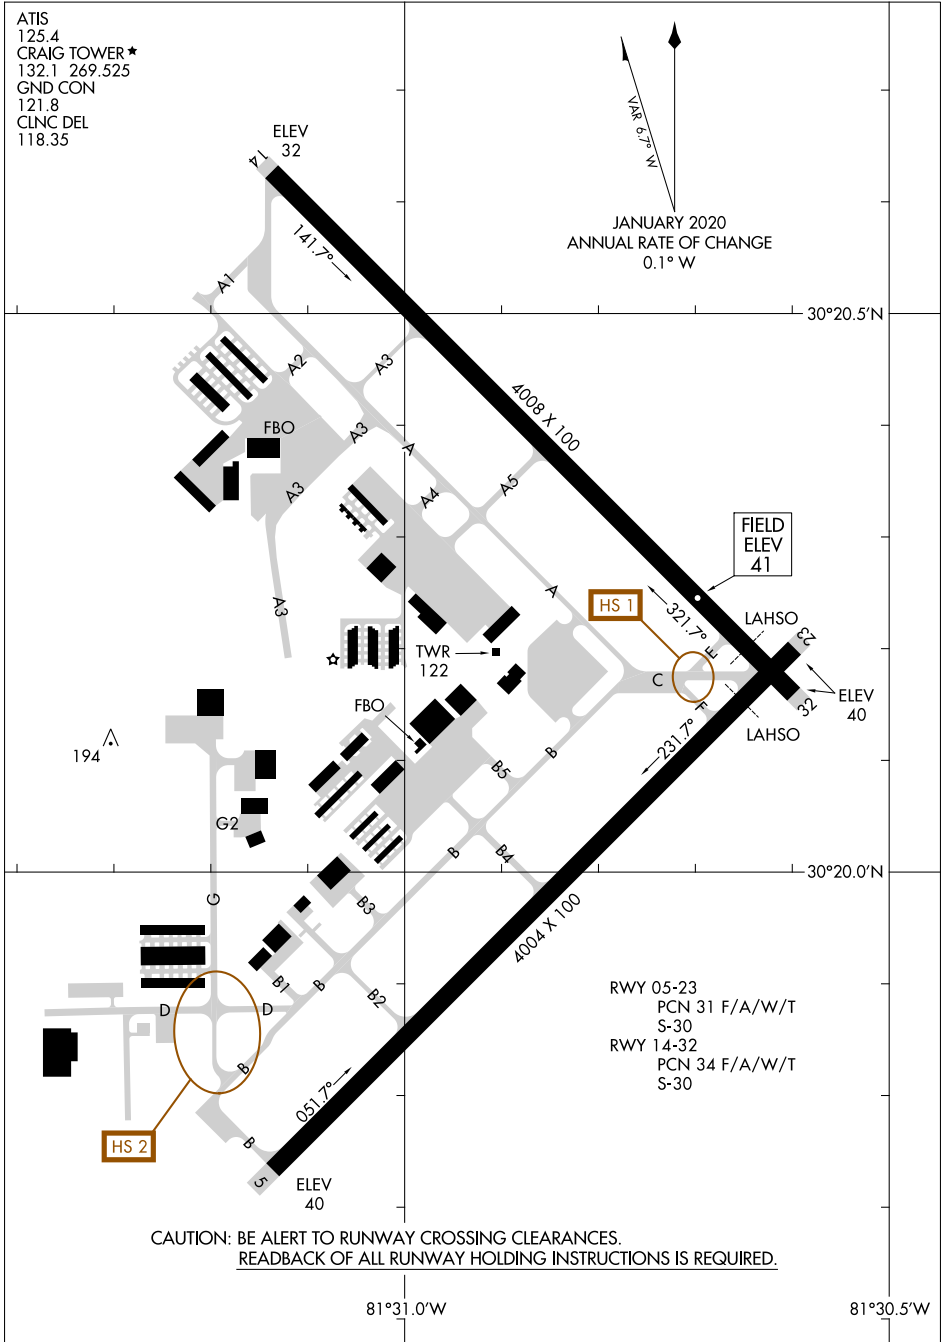 ATIS
125.4
CRAIG TOWER★
132.1 269.525
GND CON
121.8
CLNC DEL
118.35
ELEV
32
14
VAR 6.7° W
JANUARY 2020
ANNUAL RATE OF CHANGE
0.1° W
141.7°
A1
30°20.5'N
A2
A3
4008 X 100
FBO
A3
A
A3
A4
A5
FIELD
ELEV
41
A
A3
HS 1
321.7°
LAHSO
23
E
TWR
122
C
ELEV
40
32
F
FBO
LAHSO
231.7°
194
B
B5
G2
B
B4
30°20.0'N
G
B3
4004 X 100
B1
B
B2
RWY 05-23
PCN 31 F/A/W/T
S-30
RWY 14-32
PCN 34 F/A/W/T
S-30
D
D
B
051.7°
HS 2
B
5
ELEV
40
CAUTION: BE ALERT TO RUNWAY CROSSING CLEARANCES.
READBACK OF ALL RUNWAY HOLDING INSTRUCTIONS IS REQUIRED.
81°31.0'W
81°30.5'W